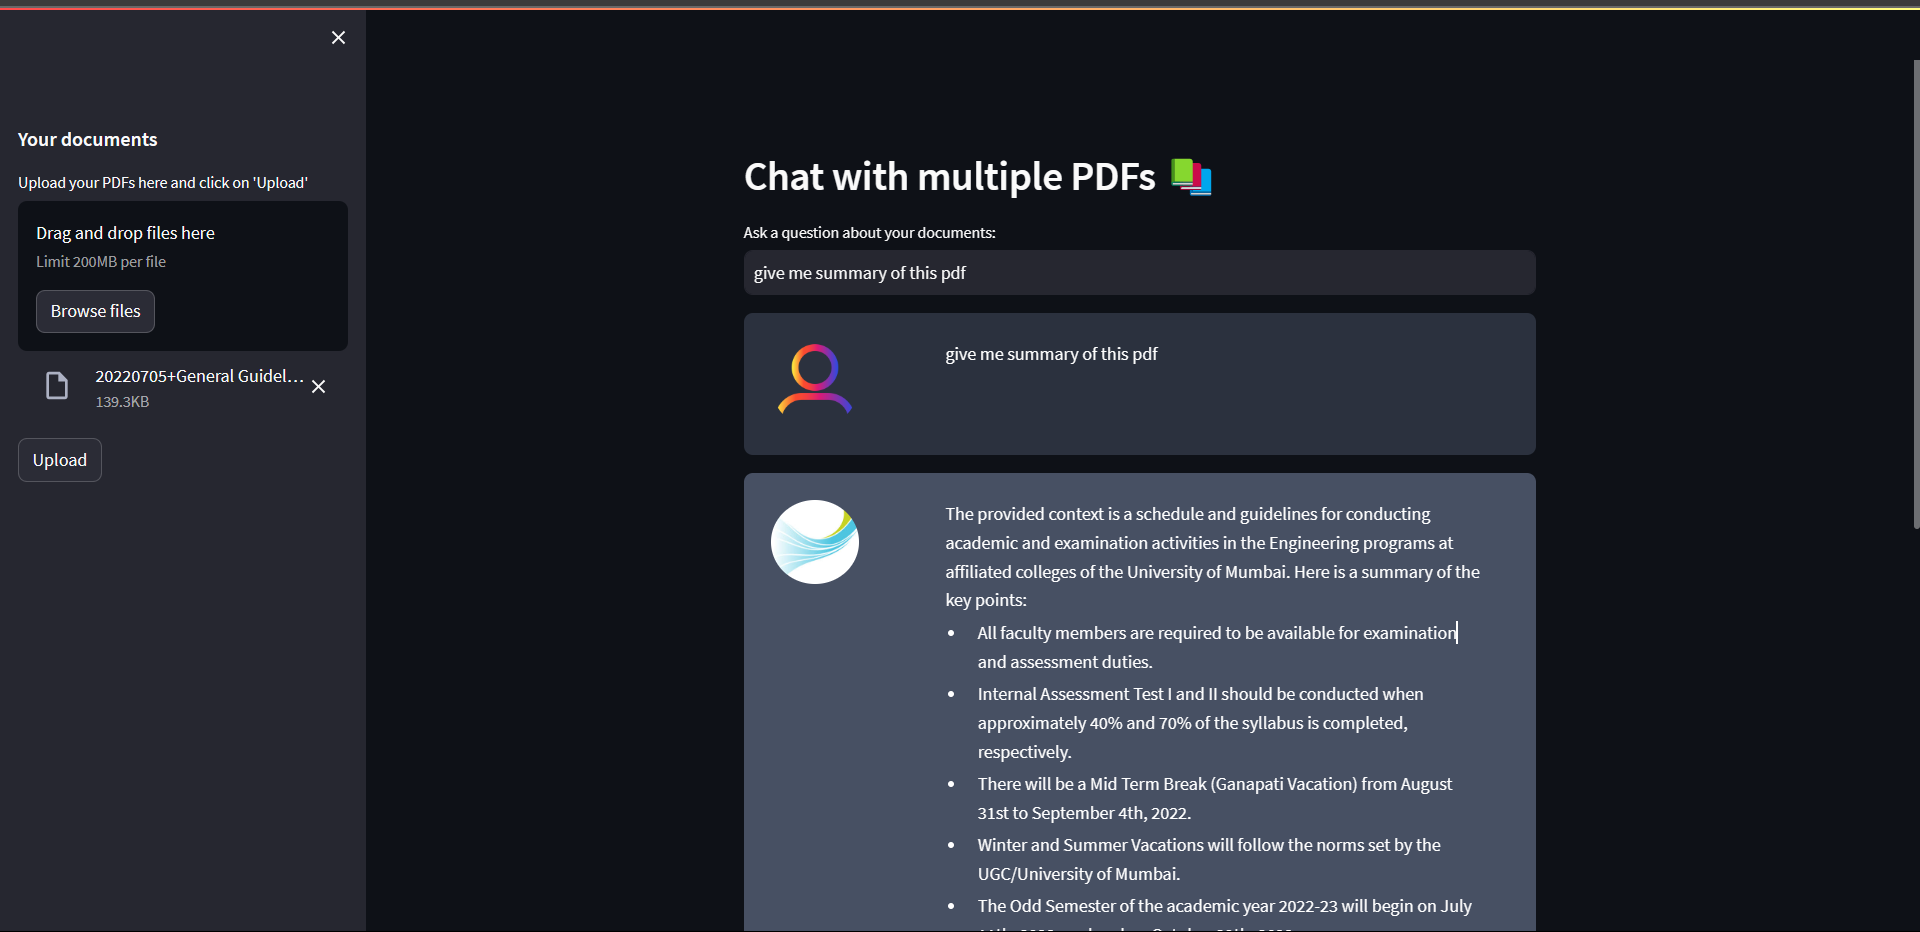 Your documents
Upload your PDFs here and click on 'Upload'
Drag and drop files here
Limit 200MB per file
Browse files
20220705+General Guidel...
139.3KB
Upload
Chat with multiple PDFs
Ask a question about your documents:
give me summary of this pdf
give me summary of this pdf
The provided context is a schedule and guidelines for conducting
academic and examination activities in the Engineering programs at
affiliated colleges of the University of Mumbai. Here is a summary of the
key points:
• All faculty members are required to be available for examination
and assessment duties.
• Internal Assessment Test I and II should be conducted when
approximately 40% and 70% of the syllabus is completed,
respectively.
• There will be a Mid Term Break (Ganapati Vacation) from August
31st to September 4th, 2022.
• Winter and Summer Vacations will follow the norms set by the
UGC/University of Mumbai.
• The Odd Semester of the academic year 2022-23 will begin on July